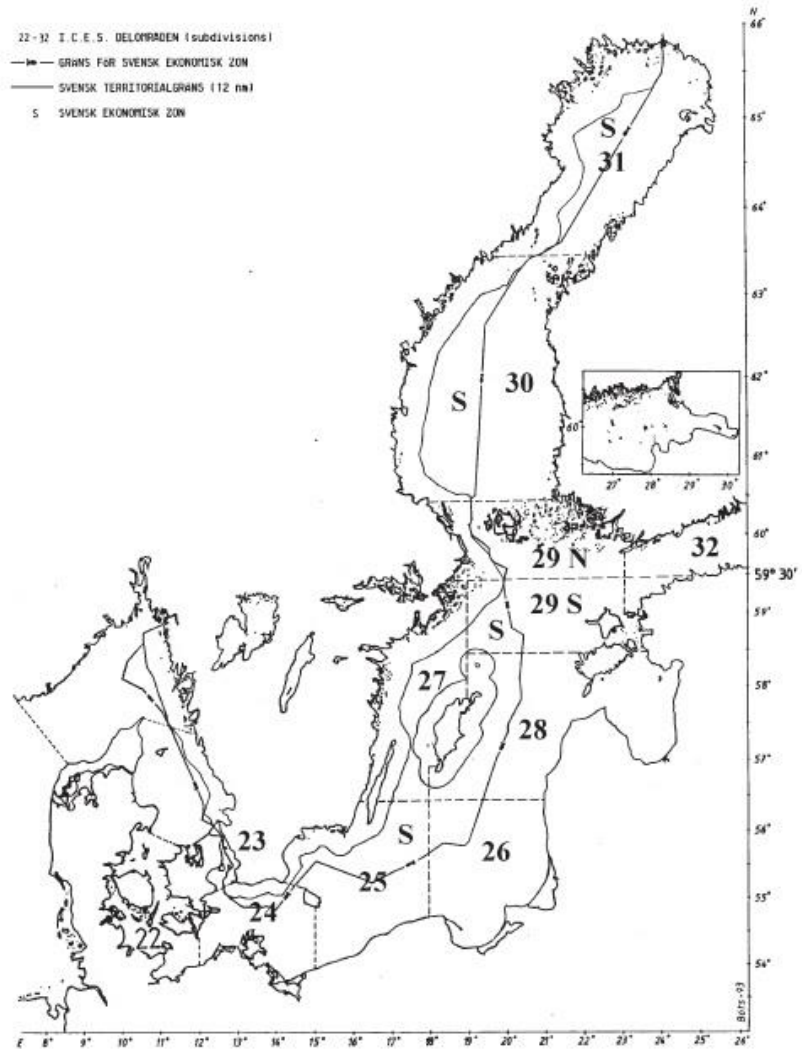 22-32 I.C.E.S. DELOMRÅDEN (subdivisions)
GRÄNS FÖR SVENSK EKONOMISK ZON
SVENSK TERRITORIALGRÄNS (12 nm)
S SVENSK EKONOMISK ZON
N
66°
65°
64°
63°
62°
61°
60°
59° 30'
59°
58°
57°
56°
55°
54°
S
31
30
S
60
27° 28° 29° 30°
29 N
32
29 S
S
27
28
23
S
26
25
24
22
Bots-93
E 8° 9° 10° 11° 12° 13° 14° 15° 16° 17° 18° 19° 20° 21° 22° 23° 24° 25° 26°